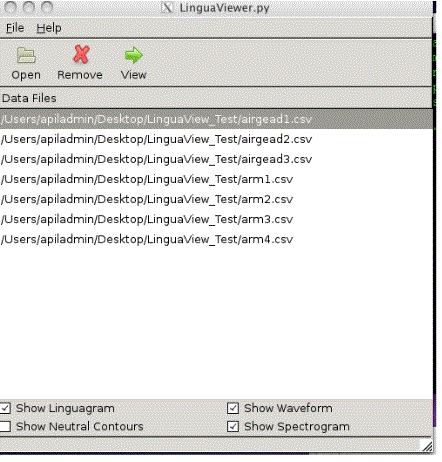 LinguaViewer.py
File Help
Open Remove View
Data Files
/Users/apiladmin/Desktop/LinguaView_Test/airgead1.csv
/Users/apiladmin/Desktop/LinguaView_Test/airgead2.csv
/Users/apiladmin/Desktop/LinguaView_Test/airgead3.csv
/Users/apiladmin/Desktop/LinguaView_Test/arm1.csv
/Users/apiladmin/Desktop/LinguaView_Test/arm2.csv
/Users/apiladmin/Desktop/LinguaView_Test/arm3.csv
/Users/apiladmin/Desktop/LinguaView_Test/arm4.csv
Show Linguagram Show Waveform
Show Neutral Contours Show Spectrogram